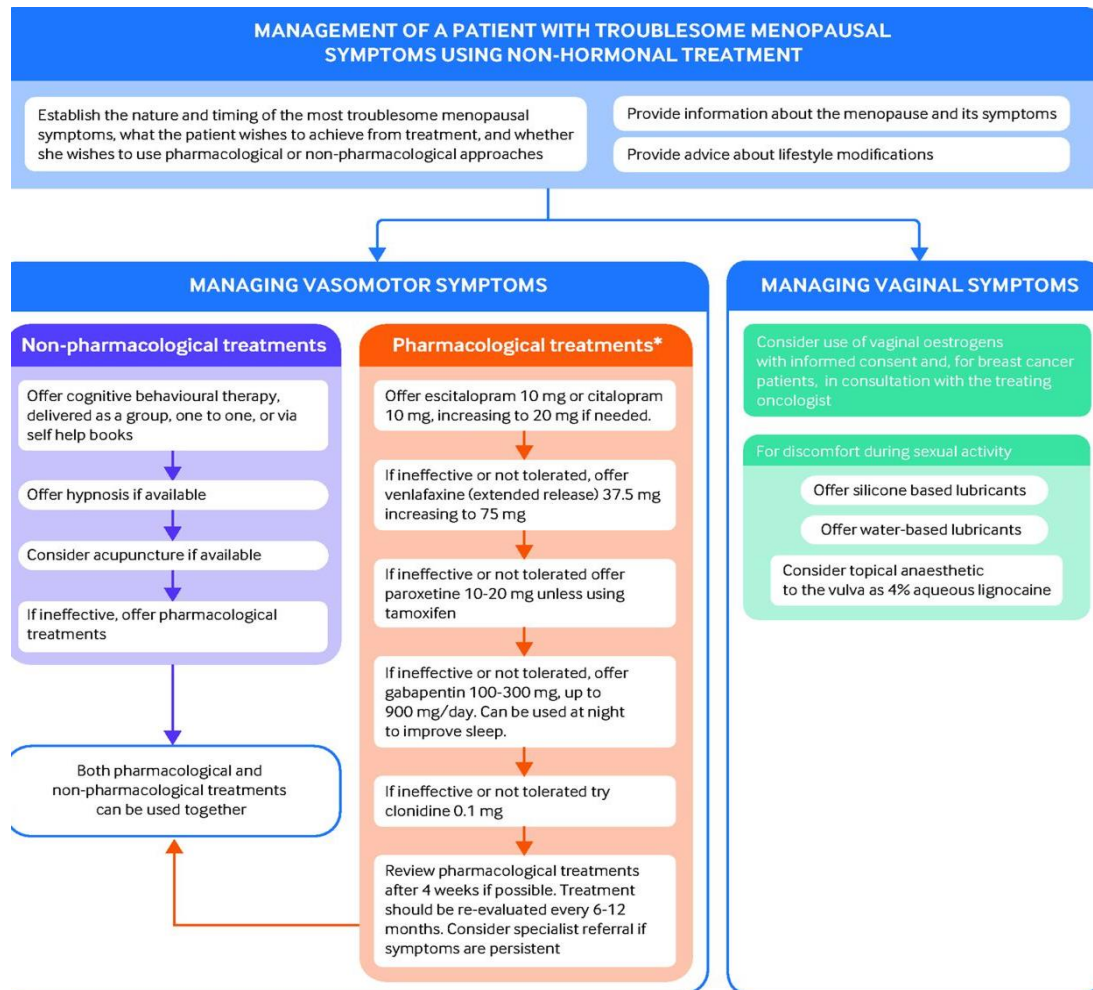 MANAGEMENT OF A PATIENT WITH TROUBLESOME MENOPAUSAL
SYMPTOMS USING NON-HORMONAL TREATMENT
Establish the nature and timing of the most troublesome menopausal
symptoms, what the patient wishes to achieve from treatment, and whether
she wishes to use pharmacological or non-pharmacological approaches
Provide information about the menopause and its symptoms
Provide advice about lifestyle modifications
MANAGING VASOMOTOR SYMPTOMS
Non-pharmacological treatments
Offer cognitive behavioural therapy,
delivered as a group, one to one, or via
self help books
Offer hypnosis if available
Consider acupuncture if available
If ineffective, offer pharmacological
treatments
Both pharmacological and
non-pharmacological treatments
can be used together
Pharmacological treatments*
Offer escitalopram 10 mg or citalopram
10 mg, increasing to 20 mg if needed.
If ineffective or not tolerated, offer
venlafaxine (extended release) 37.5 mg
increasing to 75 mg
If ineffective or not tolerated offer
paroxetine 10-20 mg unless using
tamoxifen
If ineffective or not tolerated, offer
gabapentin 100-300 mg, up to
900 mg/day. Can be used at night
to improve sleep.
If ineffective or not tolerated try
clonidine 0.1 mg
Review pharmacological treatments
after 4 weeks if possible. Treatment
should be re-evaluated every 6-12
months. Consider specialist referral if
symptoms are persistent
MANAGING VAGINAL SYMPTOMS
Consider use of vaginal oestrogens
with informed consent and, for breast cancer
patients, in consultation with the treating
oncologist
For discomfort during sexual activity
Offer silicone based lubricants
Offer water-based lubricants
Consider topical anaesthetic
to the vulva as 4% aqueous lignocaine